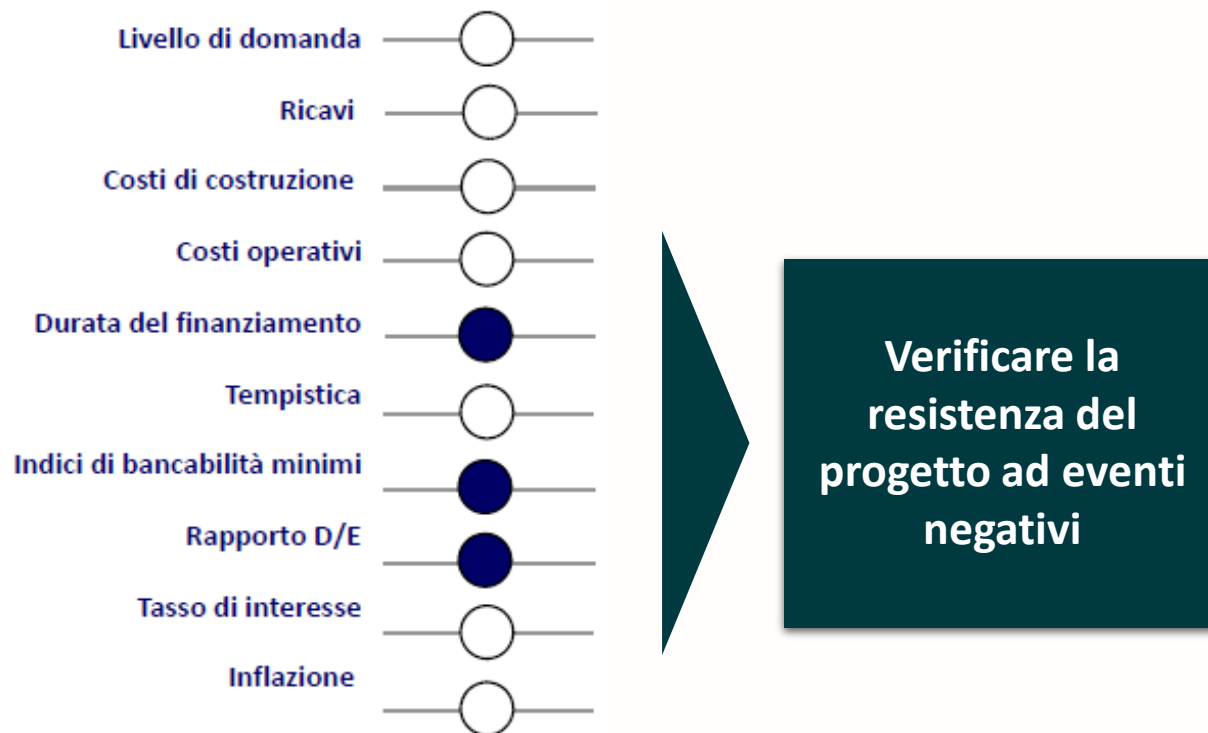 Livello di domanda
Ricavi
Costi di costruzione
Costi operativi
Durata del finanziamento
Tempistica
Indici di bancabilità minimi
Rapporto D/E
Tasso di interesse
Inflazione
Verificare la
resistenza del
progetto ad eventi
negativi